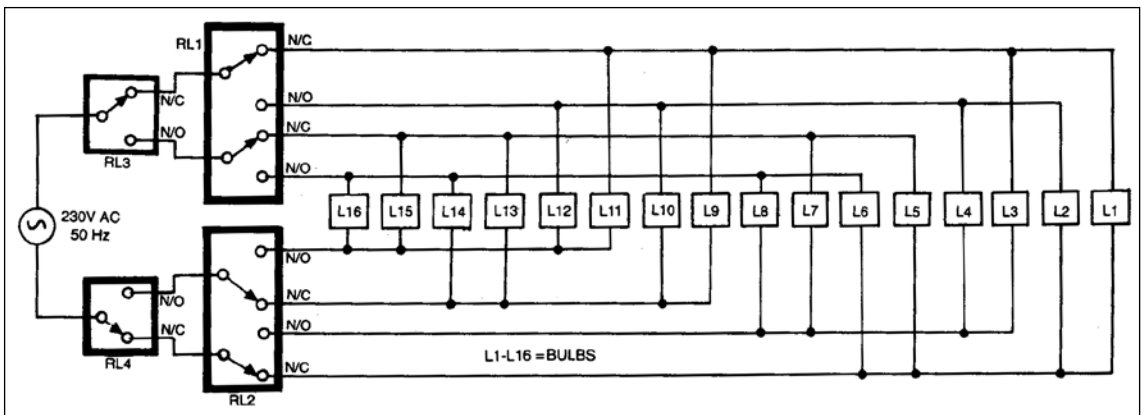 RL1
N/C
N/C
N/O
N/C
N/O
RL3
N/O
L16 L15 L14 L13 L12 L11 L10 L9 L8 L7 L6 L5 L4 L3 L2 L1
230V AC
50 Hz
N/O
N/O
N/C
N/C
N/O
RL4
L1-L16 =BULBS
N/C
RL2